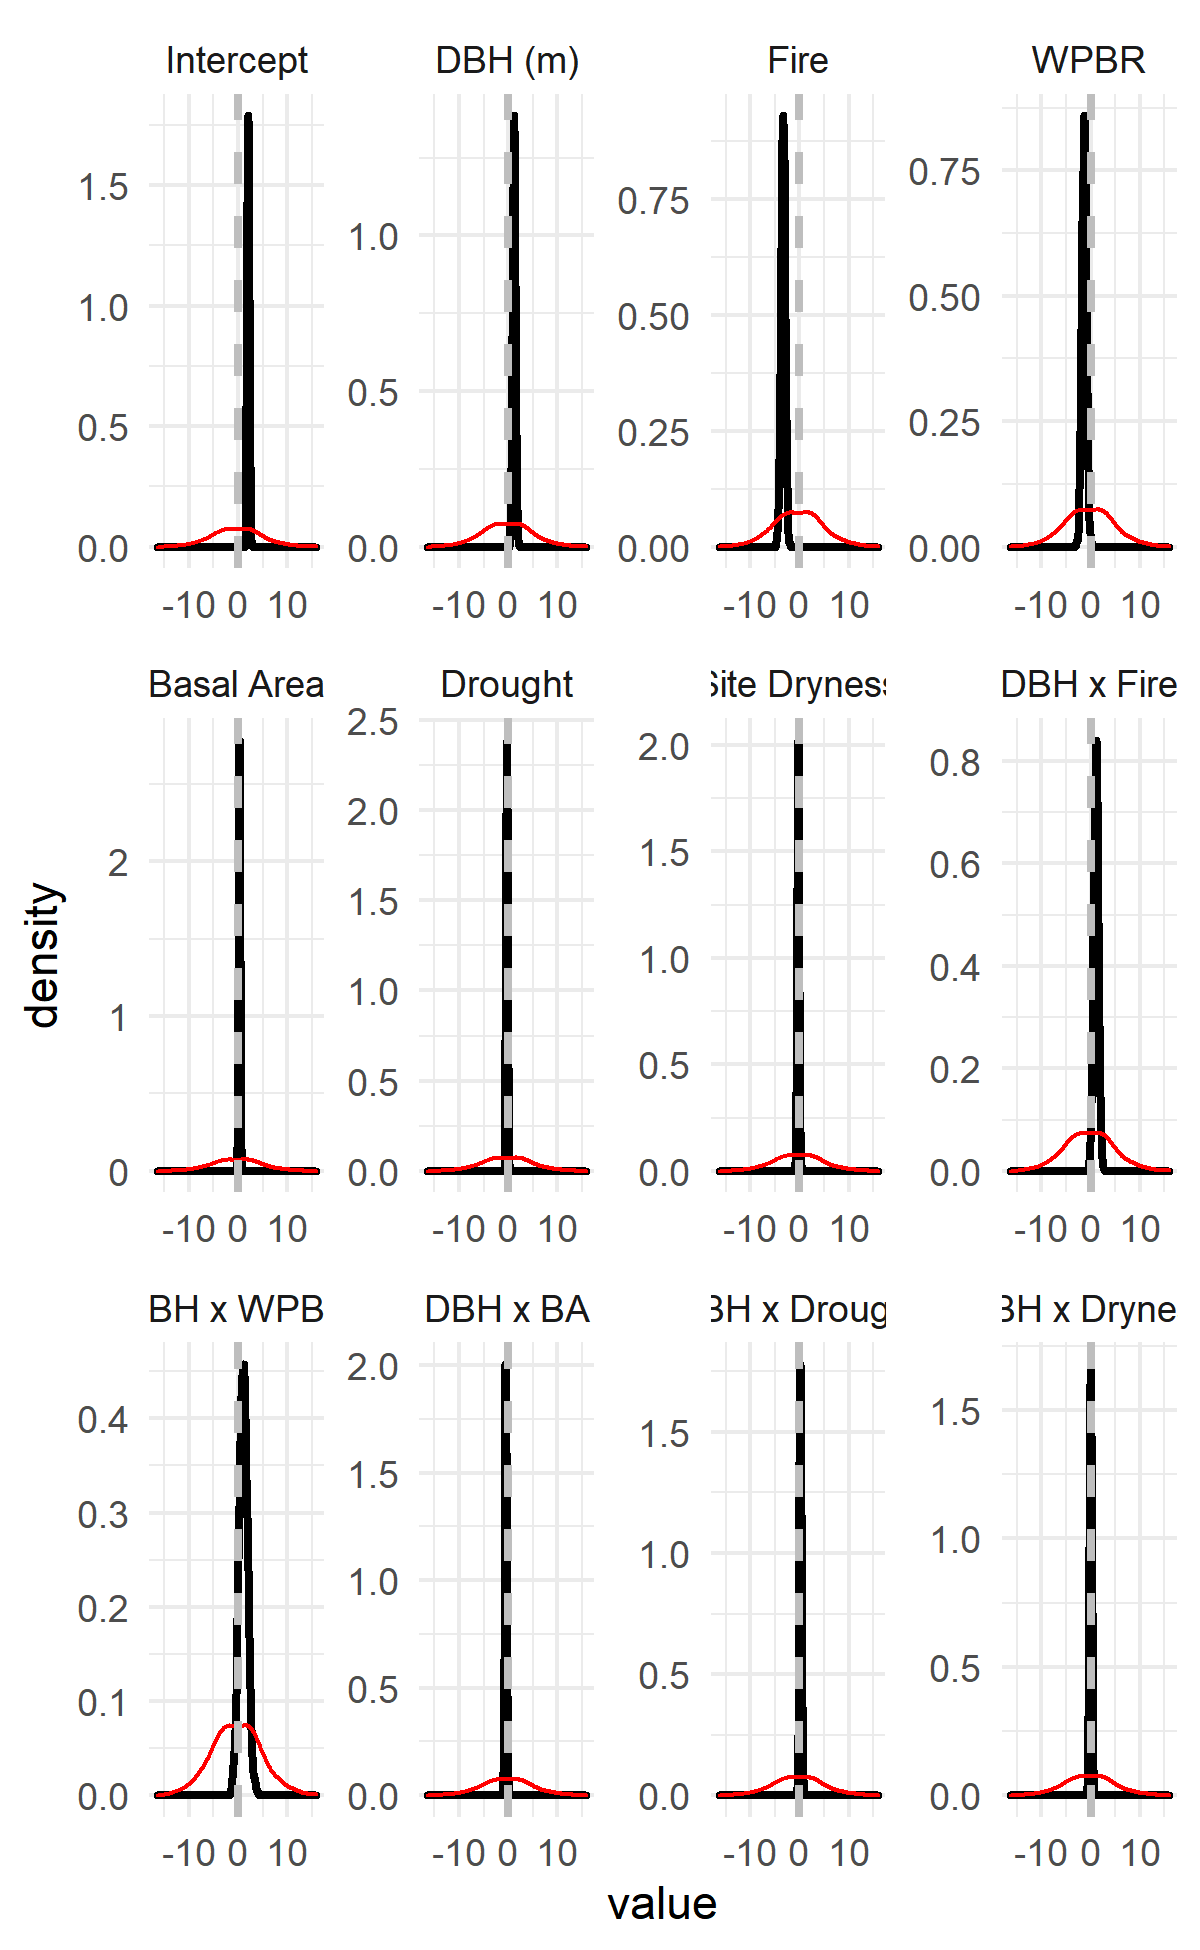 Intercept DBH (m) Fire WPBR
1.5 1.0 0.5 0.0
1.0 0.5 0.0
0.75 0.50 0.25 0.00
0.75 0.50 0.25 0.00
-10 0 10 -10 0 10 -10 0 10 -10 0 10
Basal Area Drought Site Dryness DBH x Fire
2 1 0
2.5 2.0 1.5 1.0 0.5 0.0
2.0 1.5 1.0 0.5 0.0
0.8 0.6 0.4 0.2 0.0
density
-10 0 10 -10 0 10 -10 0 10 -10 0 10
BH x WPB DBH x BA BH x Droug BH x Dryne
0.4 0.3 0.2 0.1 0.0
2.0 1.5 1.0 0.5 0.0
1.5 1.0 0.5 0.0
1.5 1.0 0.5 0.0
-10 0 10 -10 0 10 -10 0 10 -10 0 10
value